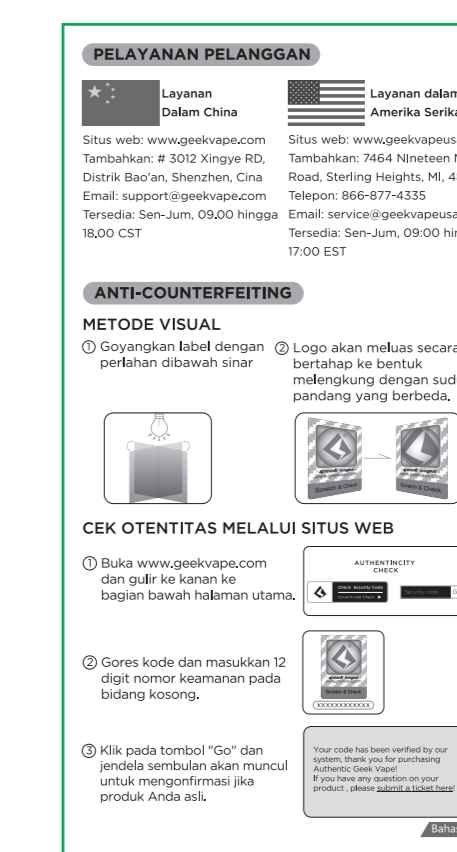 PELAYANAN PELANGGAN
Layanan
Dalam China
Situs web: www.geekvape.com
Tambahkan: # 3012 Xingye RD,
Distrik Bao'an, Shenzhen, Cina
Email: support@geekvape.com
Tersedia: Sen-Jum, 09.00 hingga
18.00 CST
Layanan dalam
Amerika Serika
Situs web: www.geekvapeusa
Tambahkan: 7464 NIneteen M
Road, Sterling Heights, MI, 4
Telepon: 866-877-4335
Email: service@geekvapeusa
Tersedia: Sen-Jum, 09:00 hin
17:00 EST
ANTI-COUNTERFEITING
METODE VISUAL
① Goyangkan label dengan
perlahan dibawah sinar
② Logo akan meluas secara
bertahap ke bentuk
melengkung dengan sud
pandang yang berbeda.
geek vape
Scratch & Check
geek vape
Scratch & Check
CEK OTENTITAS MELALUI SITUS WEB
① Buka www.geekvape.com
dan gulir ke kanan ke
bagian bawah halaman utama.
AUTHENTINCITY
CHECK
Check Security Code
Scratch and Check
Security code
G
② Gores kode dan masukkan 12
digit nomor keamanan pada
bidang kosong.
geek vape
Scratch & Check
XXXXXXXXXXXX
③ Klik pada tombol "Go" dan
jendela sembulan akan muncul
untuk mengonfirmasi jika
produk Anda asli.
Your code has been verified by our
system, thank you for purchasing
Authentic Geek Vape!
If you have any question on your
product , please submit a ticket here!
Bahas